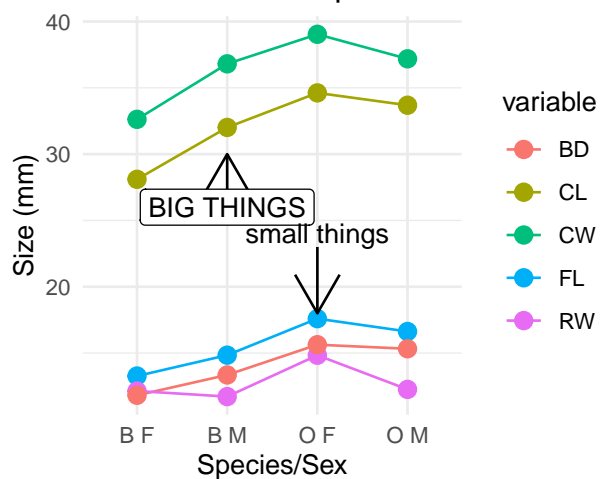 40
30
20
Size (mm)
BIG THINGS
small things
B F
B M
O F
O M
Species/Sex
variable
BD
CL
CW
FL
RW